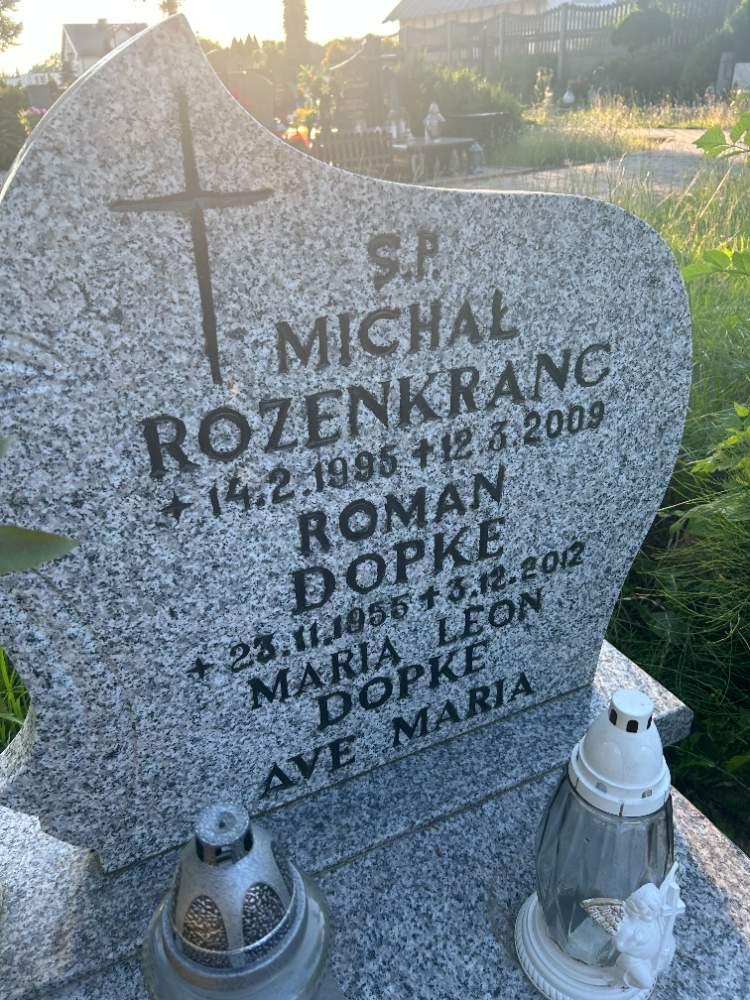 S.P.
MICHAŁ
ROZENKRANC
+ 14.2.1995 + 12.3.2009
ROMAN
DOPKE
+ 23.11.1955 + 3.12.2012
MARIA LEON
DOPKE
AVE MARIA